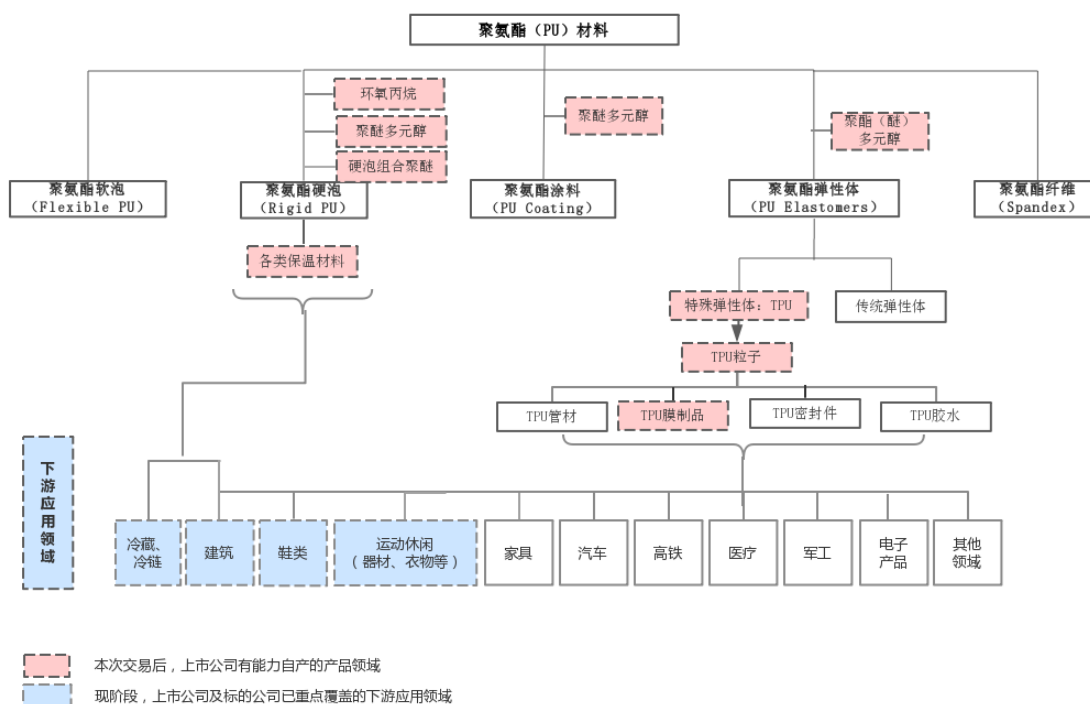 聚氨酯（PU）材料
环氧丙烷
聚醚多元醇
硬泡组合聚醚
聚醚多元醇
聚酯（醚）
多元醇
聚氨酯软泡
（Flexible PU）
聚氨酯硬泡
（Rigid PU）
聚氨酯涂料
（PU Coating）
聚氨酯弹性体
（PU Elastomers）
聚氨酯纤维
（Spandex）
各类保温材料
特殊弹性体：TPU
传统弹性体
TPU粒子
TPU管材
TPU膜制品
TPU密封件
TPU胶水
下游应用领域
冷藏、
冷链
建筑
鞋类
运动休闲
（器材、衣物等）
家具
汽车
高铁
医疗
军工
电子
产品
其他
领域
本次交易后，上市公司有能力自产的产品领域
现阶段，上市公司及标的公司已重点覆盖的下游应用领域